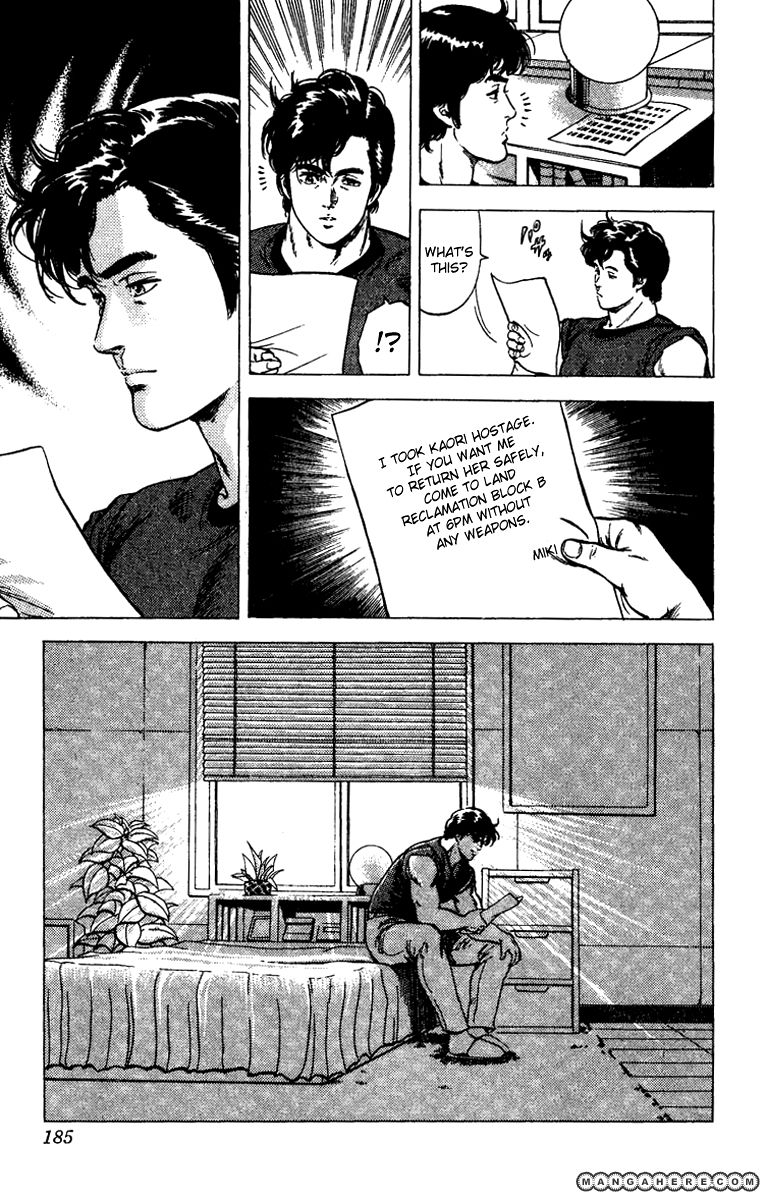 WHAT'S
THIS?
!?
I TOOK KAORI HOSTAGE.
IF YOU WANT ME
TO RETURN HER SAFELY,
COME TO LAND
RECLAMATION BLOCK B
AT 6PM WITHOUT
ANY WEAPONS.
MIKI
185
MANGAHERE.COM